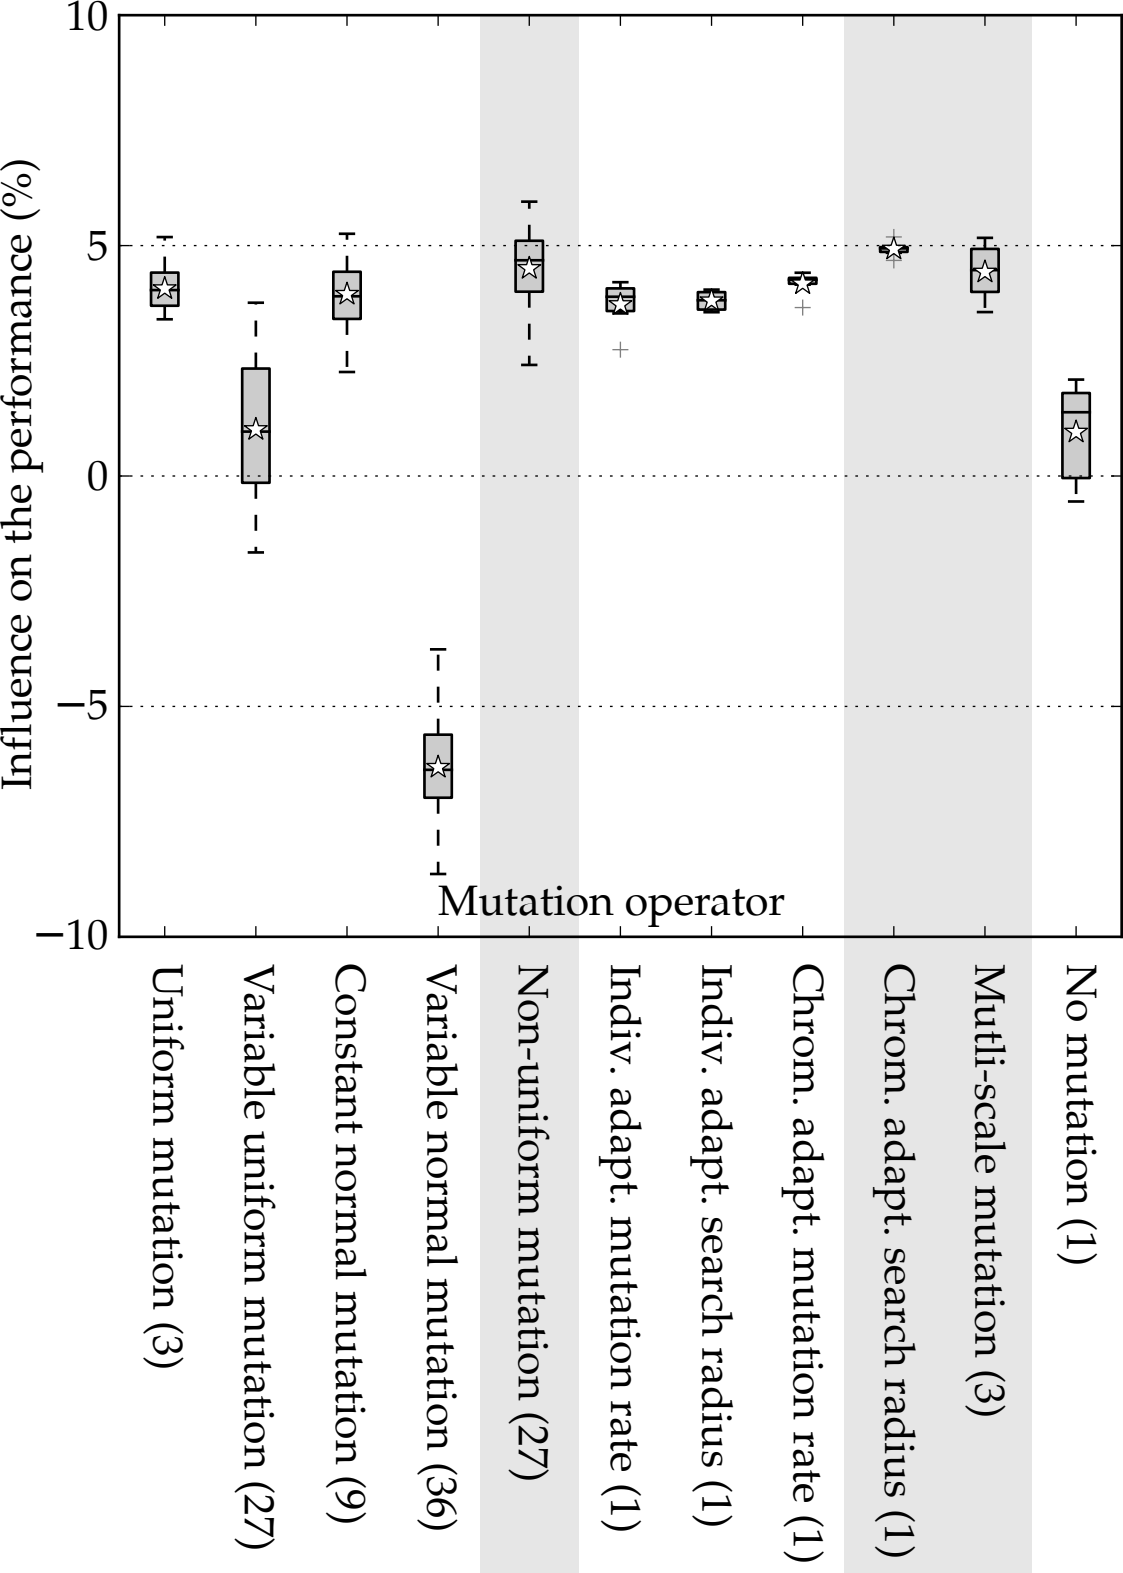 Influence on the performance (%)
10
5
0
−5
−10
Mutation operator
Uniform mutation (3)
Variable uniform mutation (27)
Constant normal mutation (9)
Variable normal mutation (36)
Non-uniform mutation (27)
Indiv. adapt. mutation rate (1)
Indiv. adapt. search radius (1)
Chrom. adapt. mutation rate (1)
Chrom. adapt. search radius (1)
Mutli-scale mutation (3)
No mutation (1)